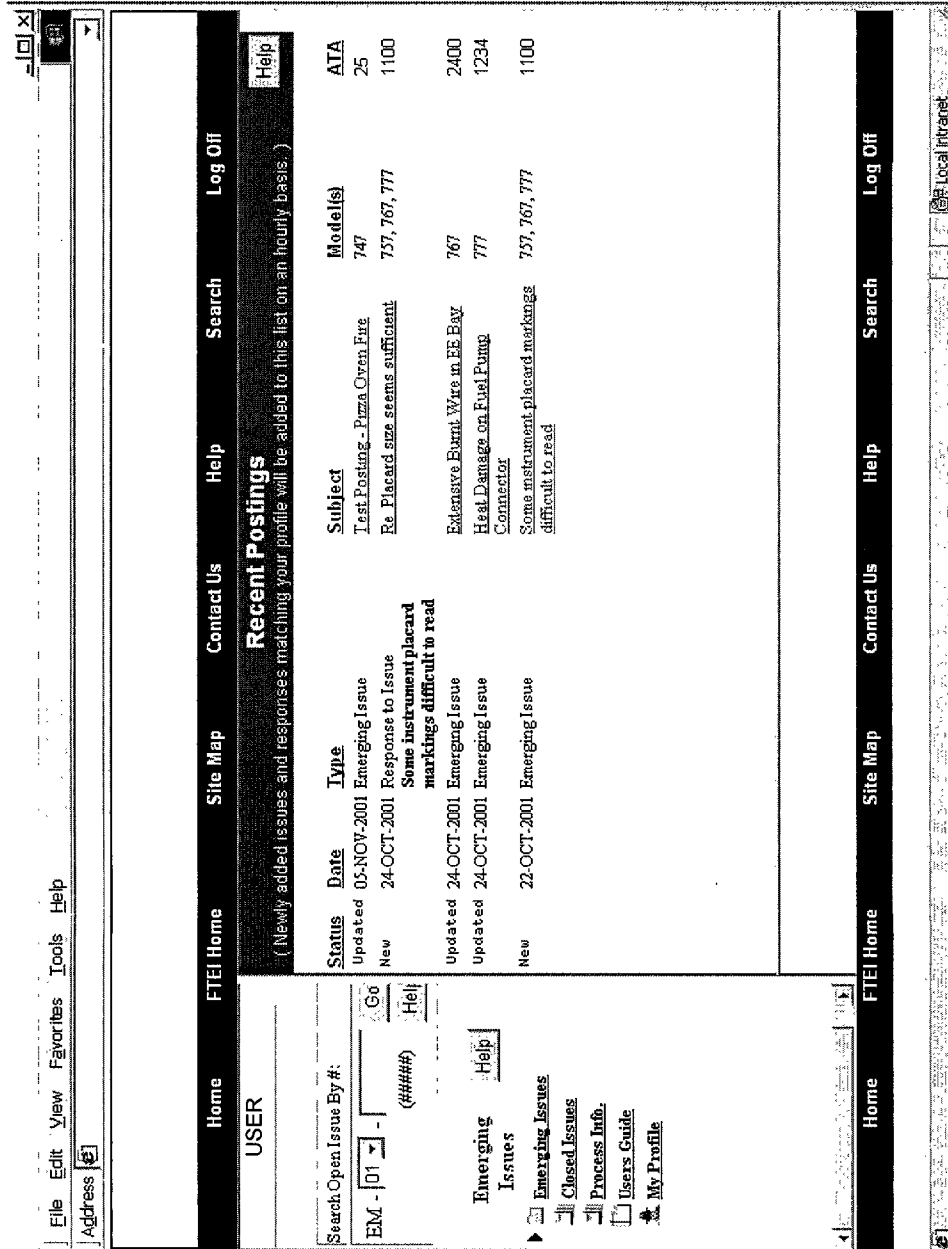 File Edit View Favorites Tools Help
Address
Home FTEI Home Site Map Contact Us Help Search Log Off
USER
Search Open Issue By #:
EM - 01 - Go
(#####) Help
Emerging Issues Help
Emerging Issues
Closed Issues
Process Info.
Users Guide
My Profile
Recent Postings
( Newly added issues and responses matching your profile will be added to this list on an hourly basis. ) Help
Status Date Type Subject Model(s) ATA
Updated 05-NOV-2001 Emerging Issue Test Posting - Pizza Oven Fire 747 25
New 24-OCT-2001 Response to Issue Re Placard size seems sufficient 757, 767, 777 1100
Some instrument placard
markings difficult to read
Updated 24-OCT-2001 Emerging Issue Extensive Burnt Wire in EE Bay 767 2400
Updated 24-OCT-2001 Emerging Issue Heat Damage on Fuel Pump 777 1234
Connector
New 22-OCT-2001 Emerging Issue Some instrument placard markings 757, 767, 777 1100
difficult to read
Home FTEI Home Site Map Contact Us Help Search Log Off
Local intranet